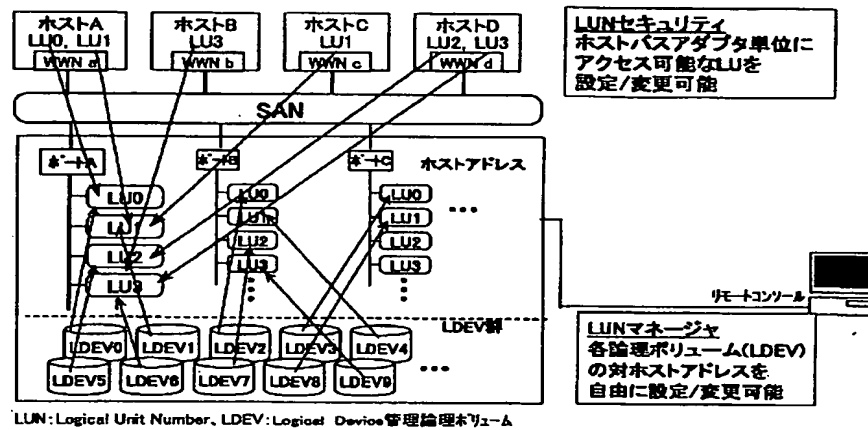 ホストA
LU0, LU1
WWN a
ホストB
LU3
WWN b
ホストC
LU1
WWN c
ホストD
LU2, LU3
WWN d
LUNセキュリティ
ホストバスアダプタ単位に
アクセス可能なLUを
設定/変更可能
SAN
ポートA
ポートB
ポートC
ホストアドレス
LU0
LU1
LU2
LU3
LU0
LU1
LU2
LU3
LU0
LU1
LU2
LU3
リモートコンソール
LDEV群
LDEV0
LDEV1
LDEV2
LDEV3
LDEV4
LDEV5
LDEV6
LDEV7
LDEV8
LDEV9
LUNマネージャ
各論理ボリューム(LDEV)
の対ホストアドレスを
自由に設定/変更可能
LUN:Logical Unit Number、LDEV:Logical Device管理論理ボリューム